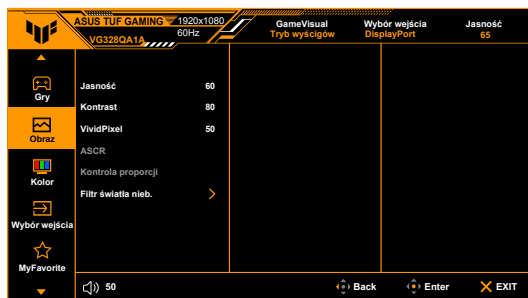 ASUS TUF GAMING
VG328QA1A
1920x1080
60Hz
GameVisual
Tryb wyścigów
Wybór wejścia
DisplayPort
Jasność
65
Gry
Obraz
Kolor
Wybór wejścia
MyFavorite
Jasność 60
Kontrast 80
VividPixel 50
ASCR
Kontrola proporcji
Filtr światła nieb.
50
Back
Enter
EXIT